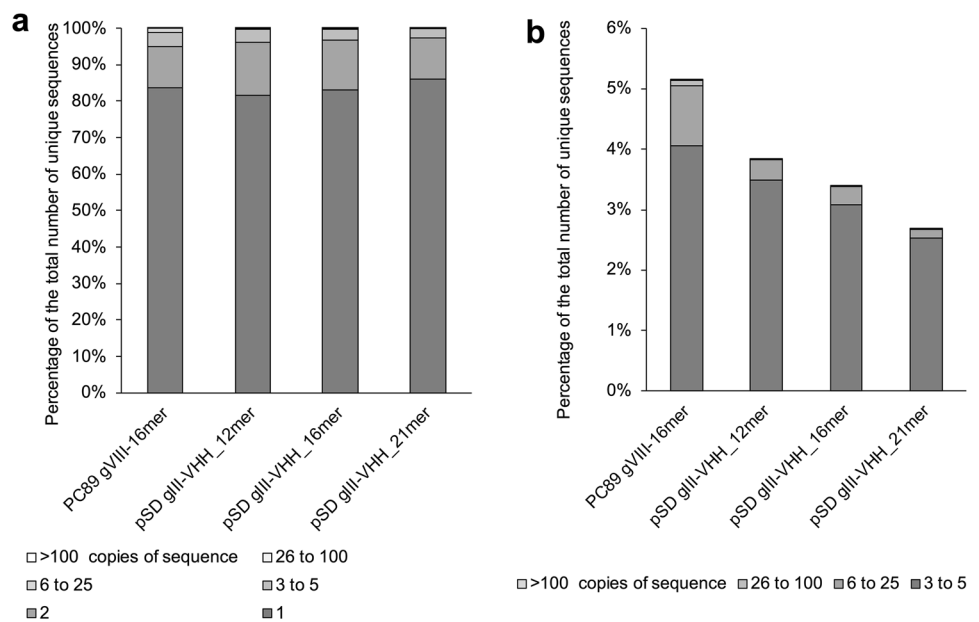 a
Percentage of the total number of unique sequences
100%
90%
80%
70%
60%
50%
40%
30%
20%
10%
0%
PC89 gVIII-16mer
pSD gIII-VHH_12mer
pSD gIII-VHH_16mer
pSD gIII-VHH_21mer
>100 copies of sequence
26 to 100
6 to 25
3 to 5
2
1
b
Percentage of the total number of unique sequences
6%
5%
4%
3%
2%
1%
0%
PC89 gVIII-16mer
pSD gIII-VHH_12mer
pSD gIII-VHH_16mer
pSD gIII-VHH_21mer
>100 copies of sequence
26 to 100
6 to 25
3 to 5